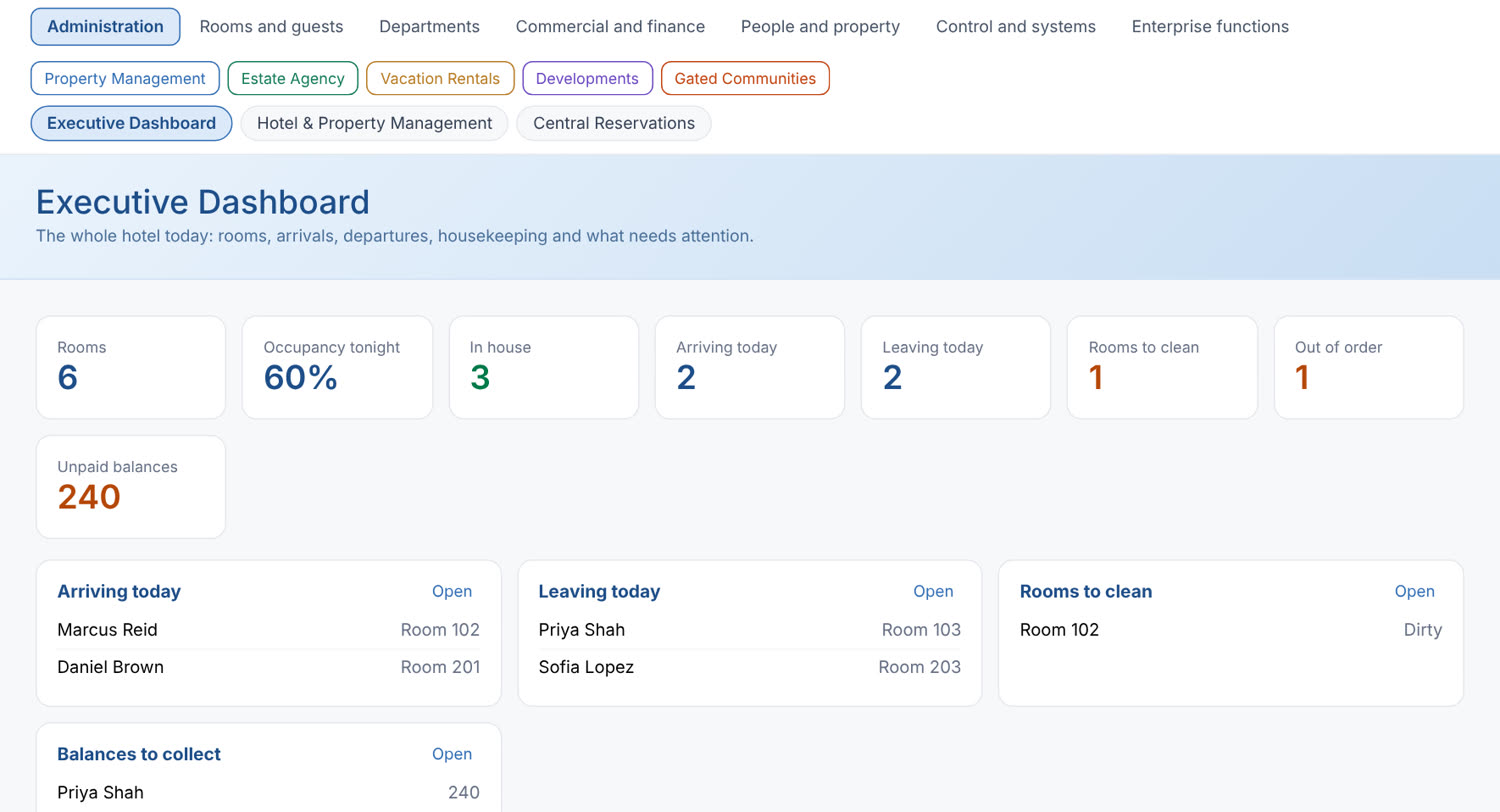 Administration Rooms and guests Departments Commercial and finance People and property Control and systems Enterprise functions
Property Management Estate Agency Vacation Rentals Developments Gated Communities
Executive Dashboard Hotel & Property Management Central Reservations
Executive Dashboard
The whole hotel today: rooms, arrivals, departures, housekeeping and what needs attention.
Rooms Occupancy tonight In house Arriving today Leaving today Rooms to clean Out of order
6 60% 3 2 2 1 1
Unpaid balances
240
Arriving today Open Leaving today Open Rooms to clean Open
Marcus Reid Room 102 Priya Shah Room 103 Room 102 Dirty
Daniel Brown Room 201 Sofia Lopez Room 203
Balances to collect Open
Priya Shah 240